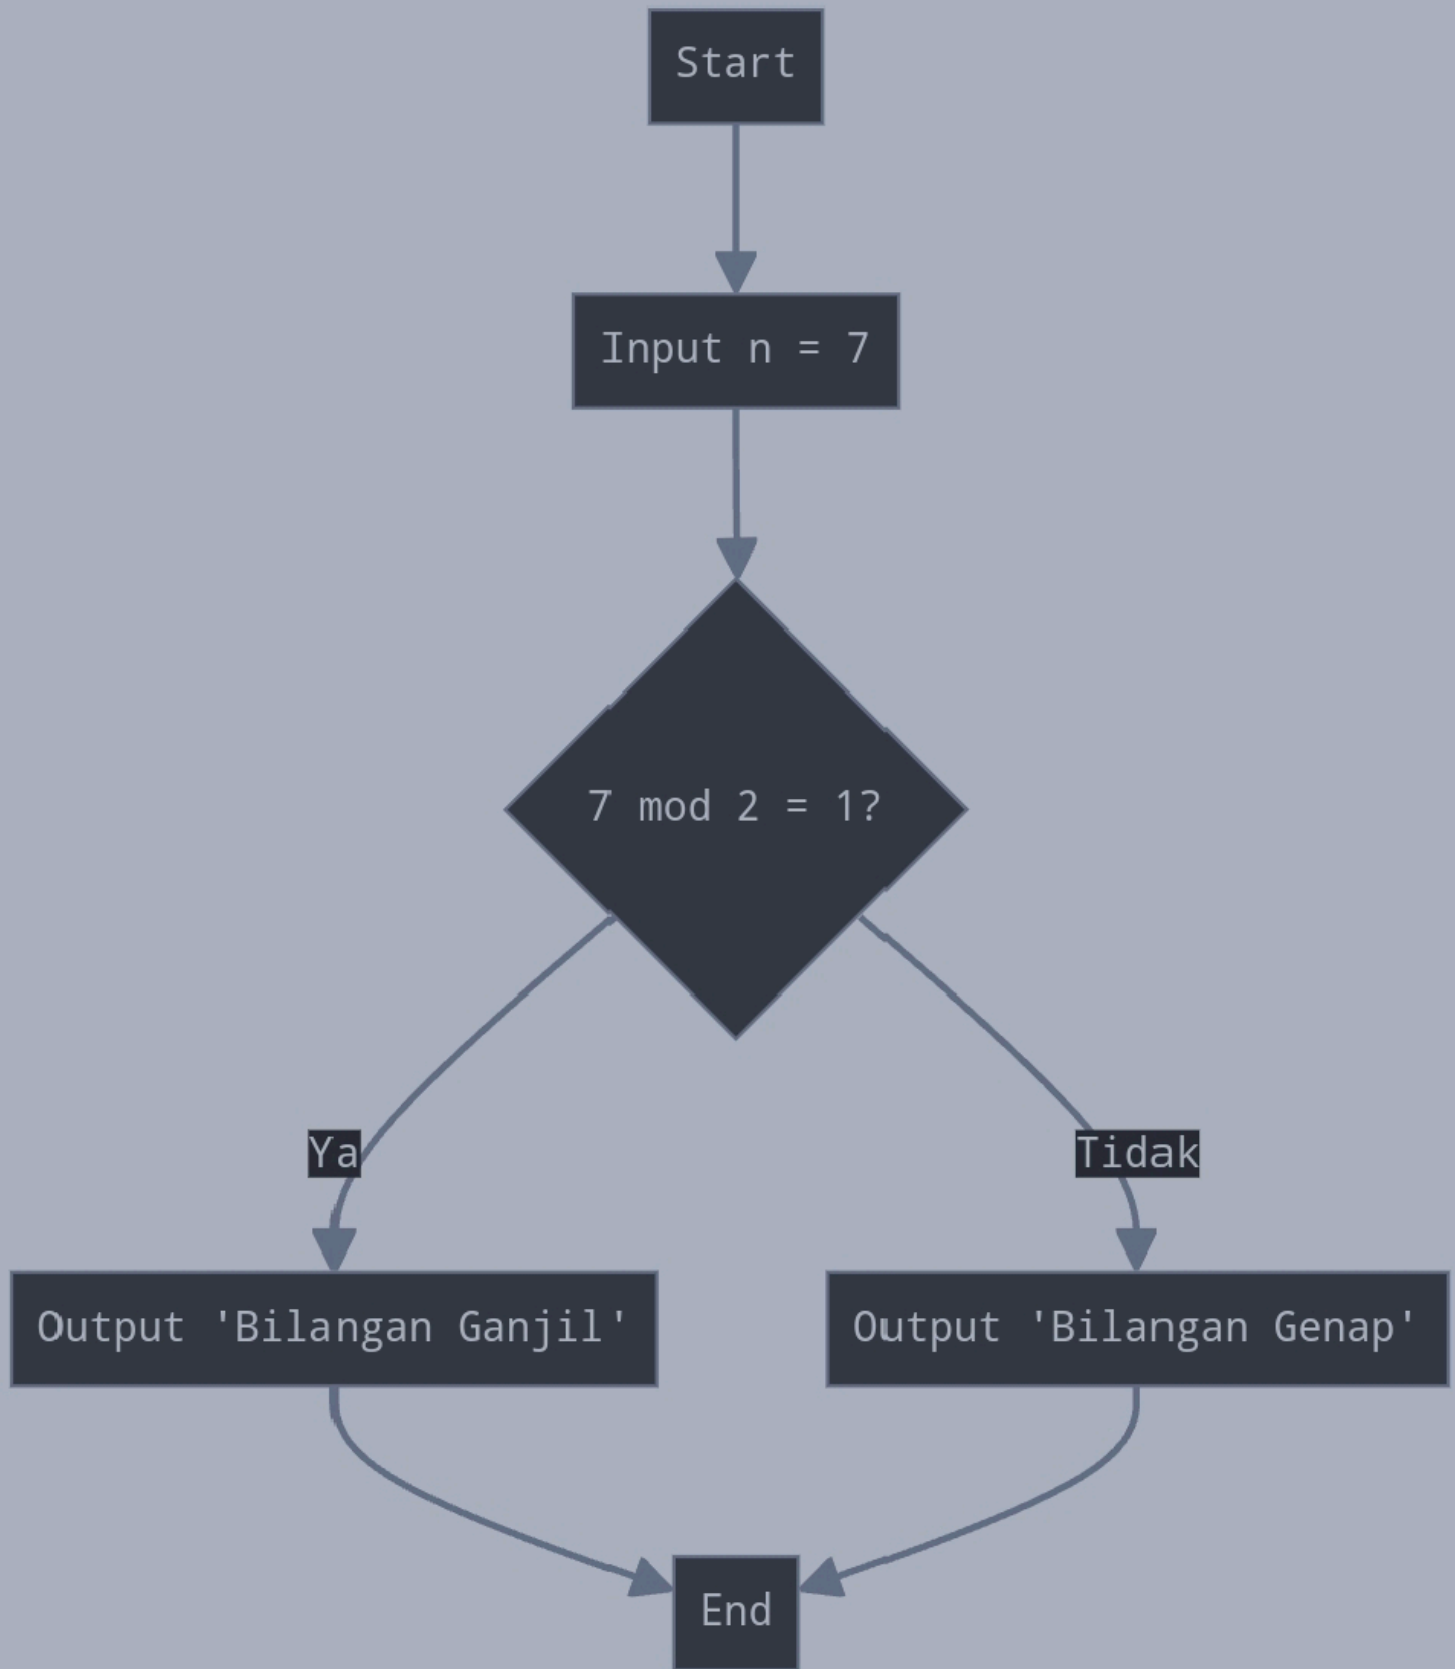 Start
Input n = 7
7 mod 2 = 1?
Ya
Tidak
Output 'Bilangan Ganjil'
Output 'Bilangan Genap'
End